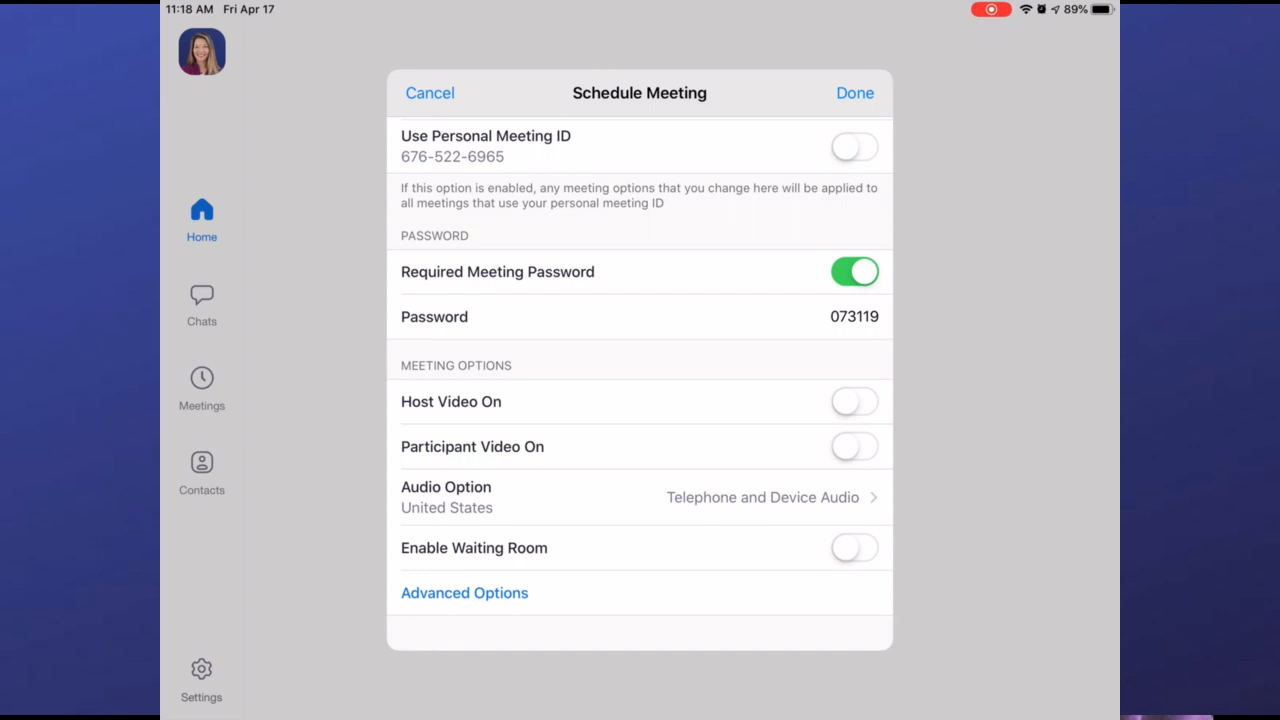 11:18 AM Fri Apr 17
89%
Cancel
Schedule Meeting
Done
Use Personal Meeting ID
676-522-6965
If this option is enabled, any meeting options that you change here will be applied to
all meetings that use your personal meeting ID
PASSWORD
Required Meeting Password
Password
073119
MEETING OPTIONS
Host Video On
Participant Video On
Audio Option
United States
Telephone and Device Audio
Enable Waiting Room
Advanced Options
Home
Chats
Meetings
Contacts
Settings